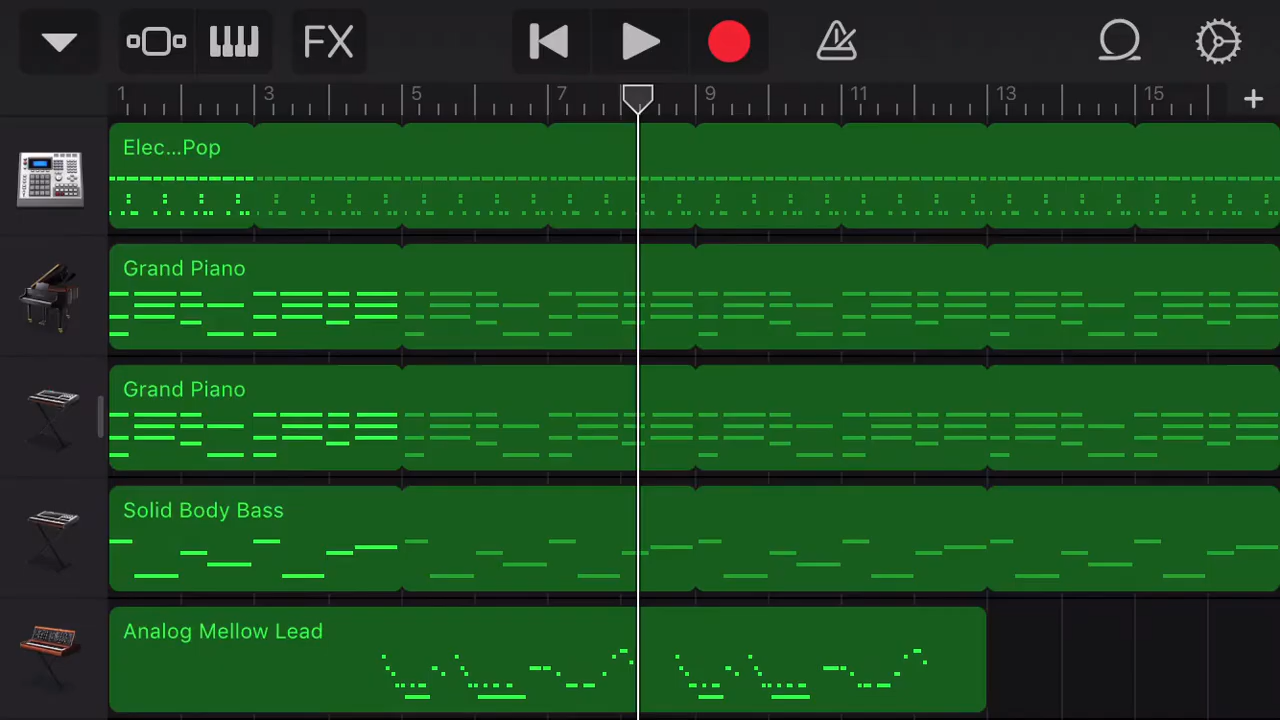 FX
1 3 5 7 9 11 13 15 +
Elec...Pop
Grand Piano
Grand Piano
Solid Body Bass
Analog Mellow Lead